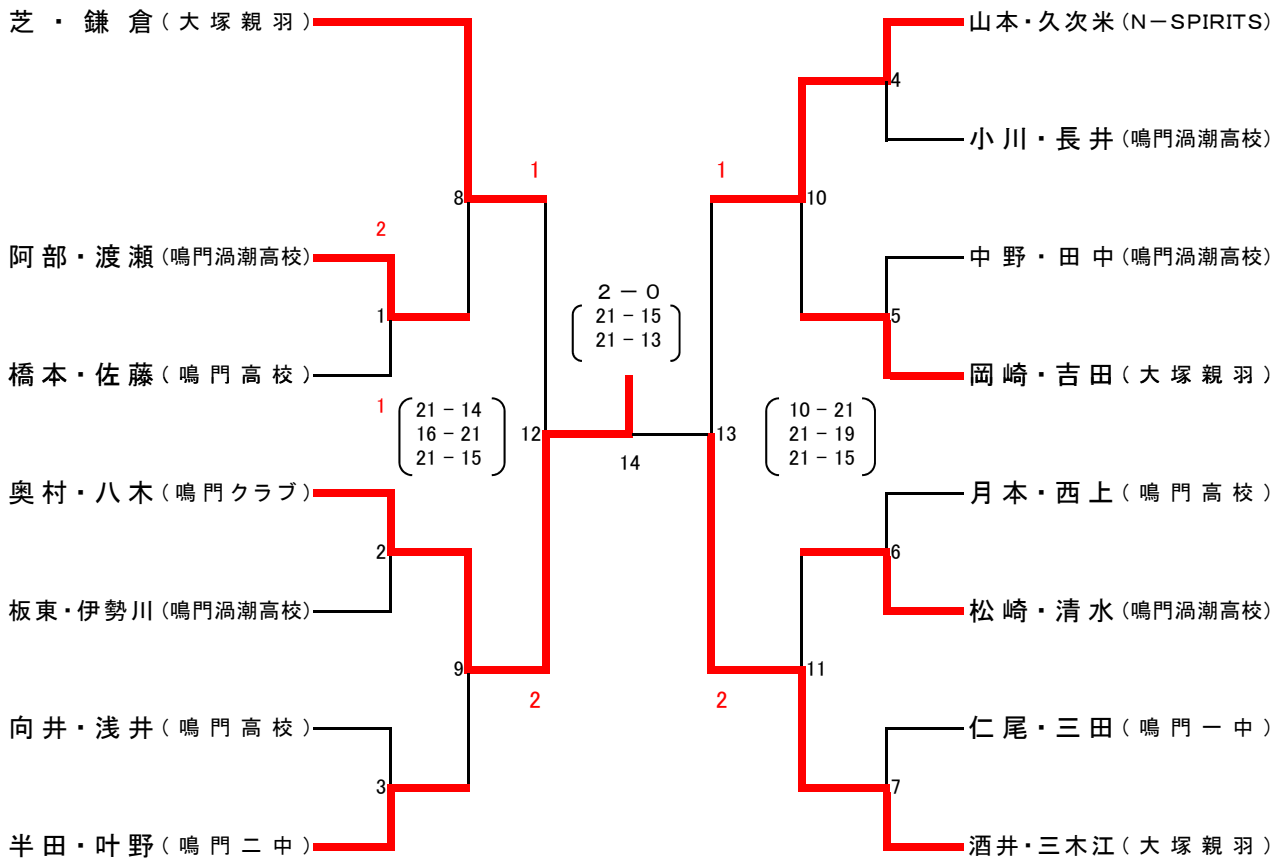 芝・鎌倉(大塚親羽)
山本・久次米(N－SPIRITS)
4
小川・長井(鳴門渦潮高校)
1
1
8
10
2
阿部・渡瀬(鳴門渦潮高校)
中野・田中(鳴門渦潮高校)
2－0
21－15
21－13
1
5
橋本・佐藤(鳴門高校)
岡崎・吉田(大塚親羽)
1
21－14
16－21
21－15
12
14
13
10－21
21－19
21－15
奥村・八木(鳴門クラブ)
月本・西上(鳴門高校)
2
6
板東・伊勢川(鳴門渦潮高校)
松崎・清水(鳴門渦潮高校)
9
11
2
2
向井・浅井(鳴門高校)
仁尾・三田(鳴門一中)
3
7
半田・叶野(鳴門二中)
酒井・三木江(大塚親羽)